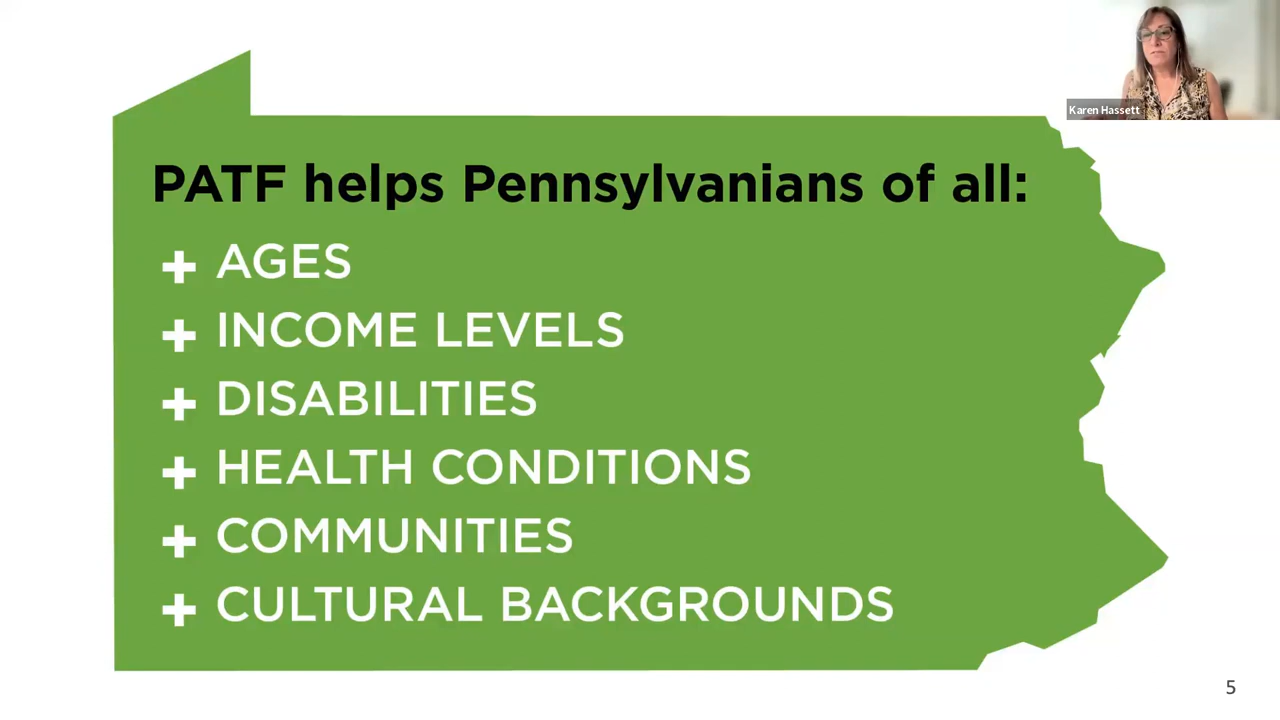 Karen Hassett
PATF helps Pennsylvanians of all:
+ AGES
+ INCOME LEVELS
+ DISABILITIES
+ HEALTH CONDITIONS
+ COMMUNITIES
+ CULTURAL BACKGROUNDS
5